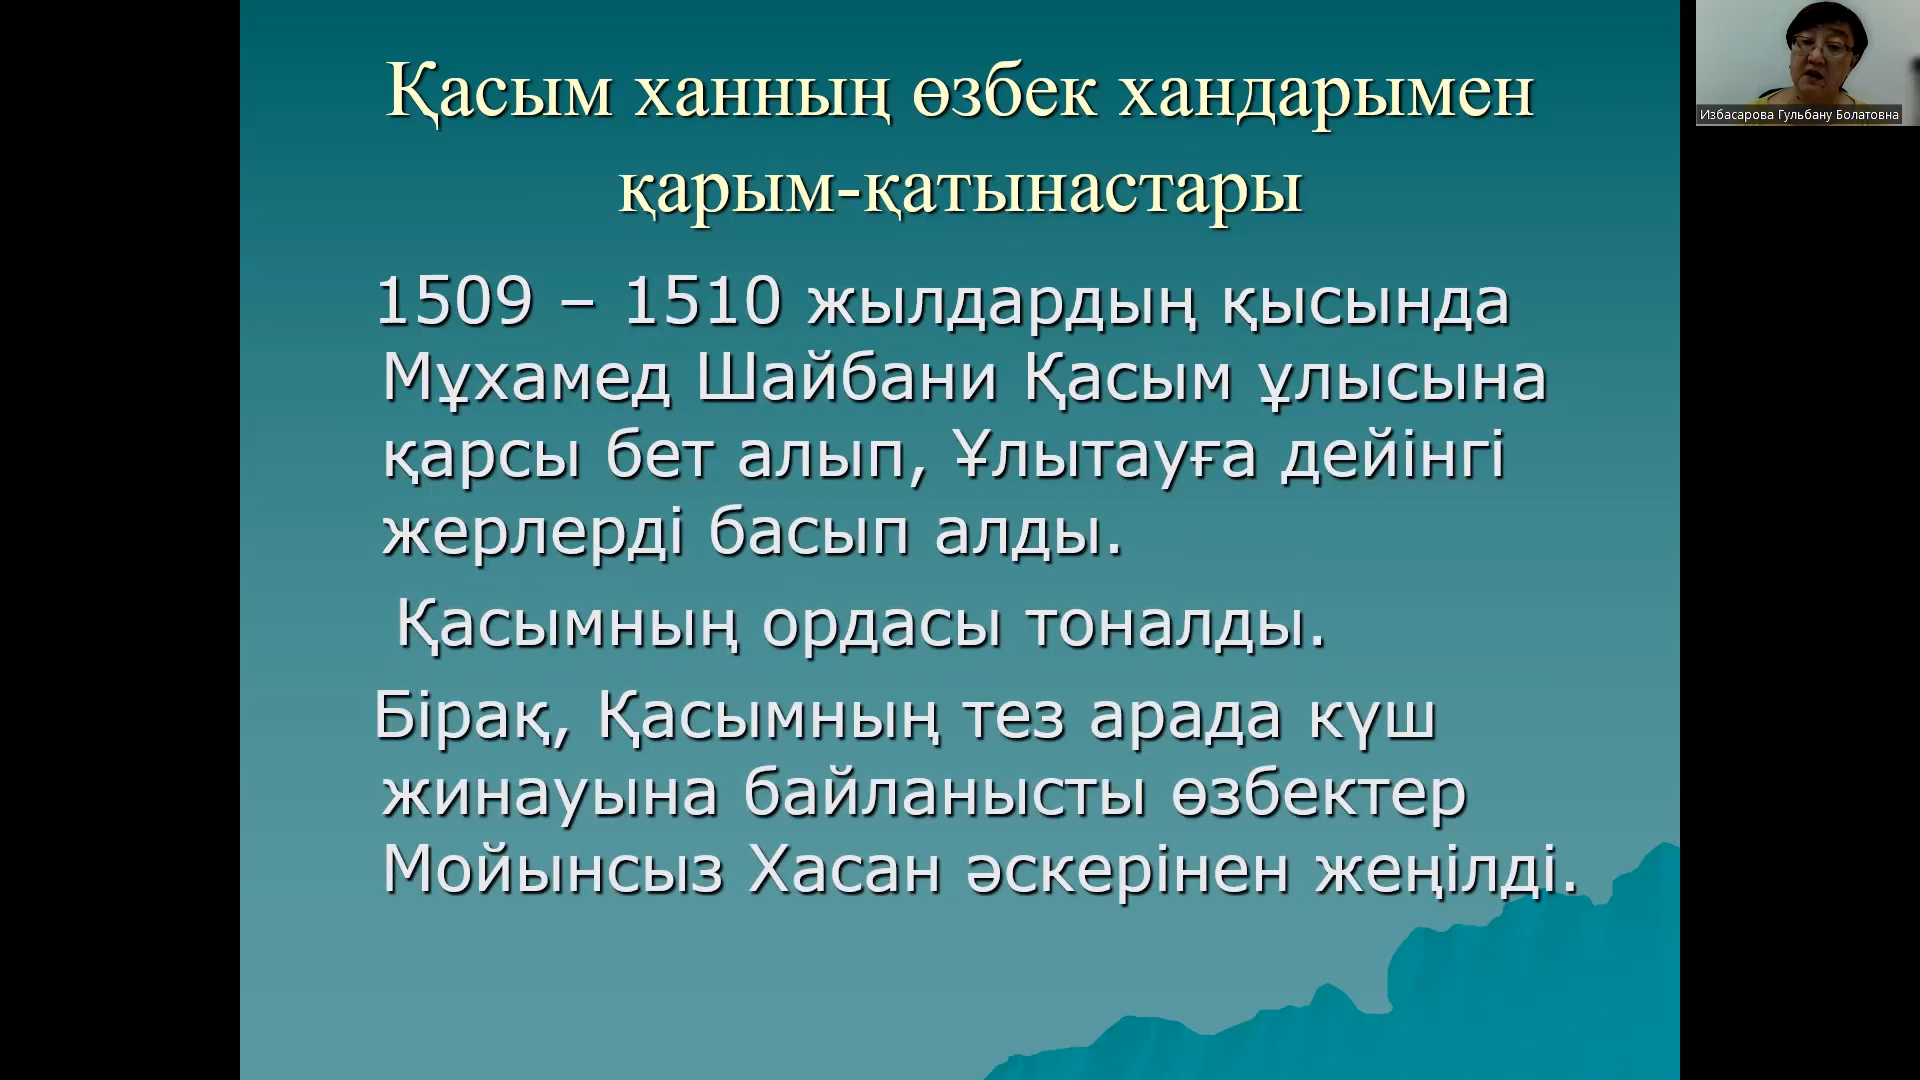 Қасым ханның өзбек хандарымен
қарым-қатынастары
1509 – 1510 жылдардың қысында
Мұхамед Шайбани Қасым ұлысына
қарсы бет алып, Ұлытауға дейінгі
жерлерді басып алды.
Қасымның ордасы тоналды.
Бірақ, Қасымның тез арада күш
жинауына байланысты өзбектер
Мойынсыз Хасан әскерінен жеңілді.
Избасарова Гульбану Болатовна